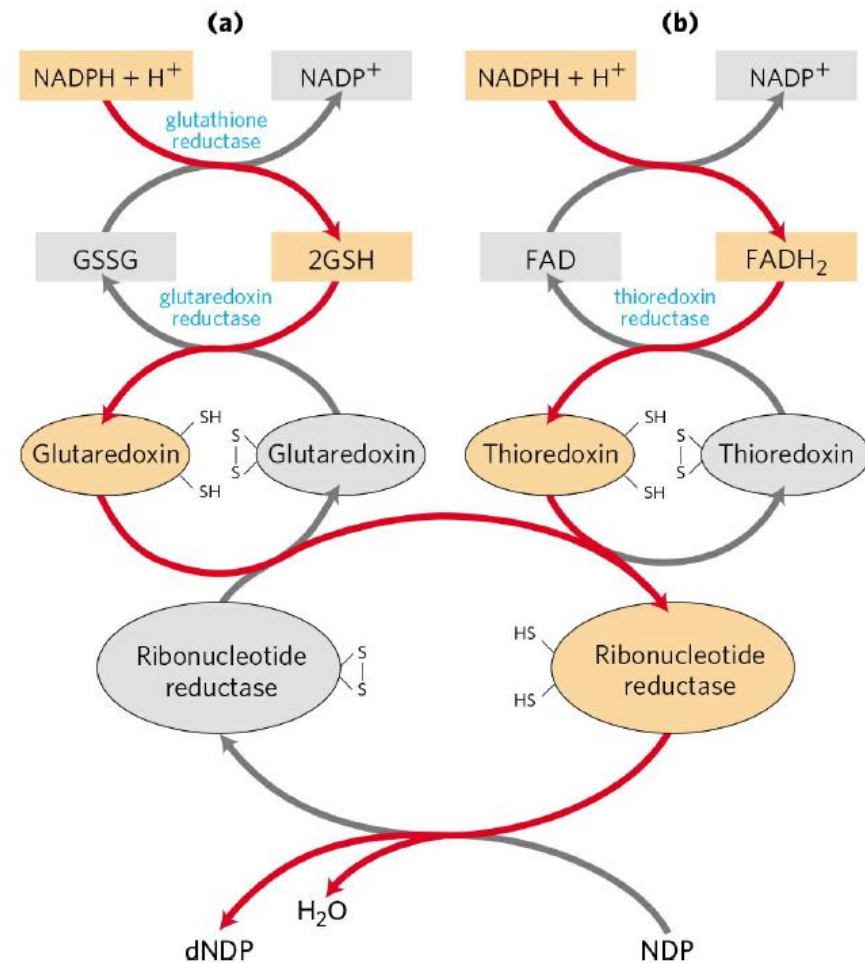 (a)
(b)
NADPH + H⁺
NADP⁺
NADPH + H⁺
NADP⁺
glutathione
reductase
GSSG
2GSH
FAD
FADH₂
glutaredoxin
reductase
thioredoxin
reductase
Glutaredoxin
SH
SH
S
S
Glutaredoxin
Thioredoxin
SH
SH
S
S
Thioredoxin
Ribonucleotide
reductase
S
S
HS
HS
Ribonucleotide
reductase
H₂O
dNDP
NDP